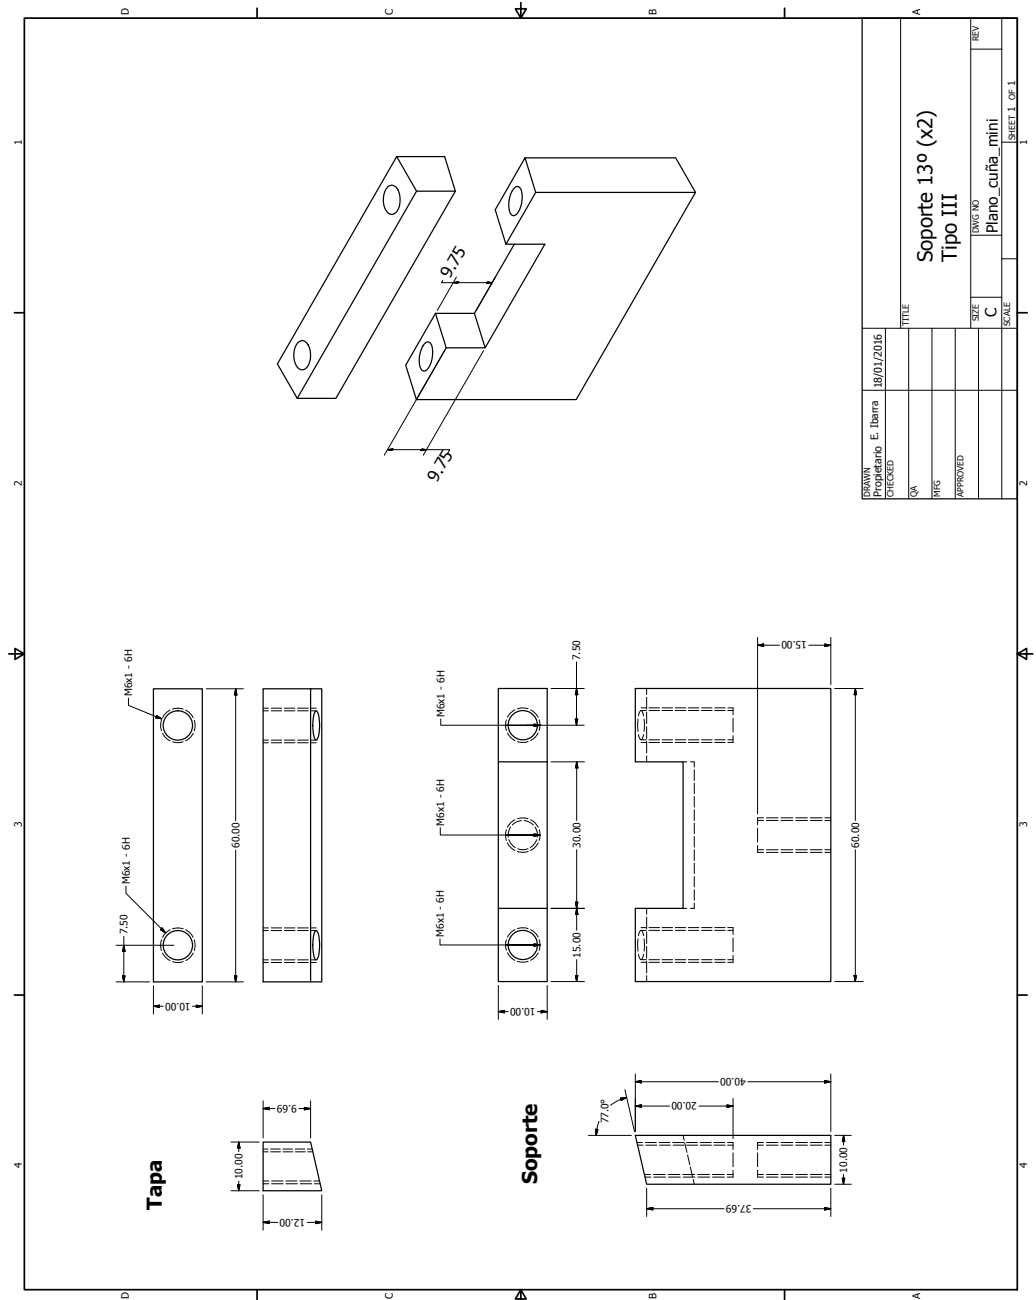 D
C
B
A
1
2
3
4
Tapa
10.00
9.69
12.00
7.50
M6x1 - 6H
M6x1 - 6H
10.00
60.00
Soporte
77.0°
40.00
20.00
37.69
10.00
M6x1 - 6H
M6x1 - 6H
M6x1 - 6H
10.00
15.00
30.00
7.50
15.00
60.00
9.75
9.75
DRAWN
Propietario E. Ibarra
18/01/2016
CHECKED
QA
MFG
APPROVED
TITLE
Soporte 13º (x2)
Tipo III
SIZE
C
DWG NO
Plano_cuña_mini
REV
SCALE
SHEET 1 OF 1
D
C
B
A
1
2
3
4